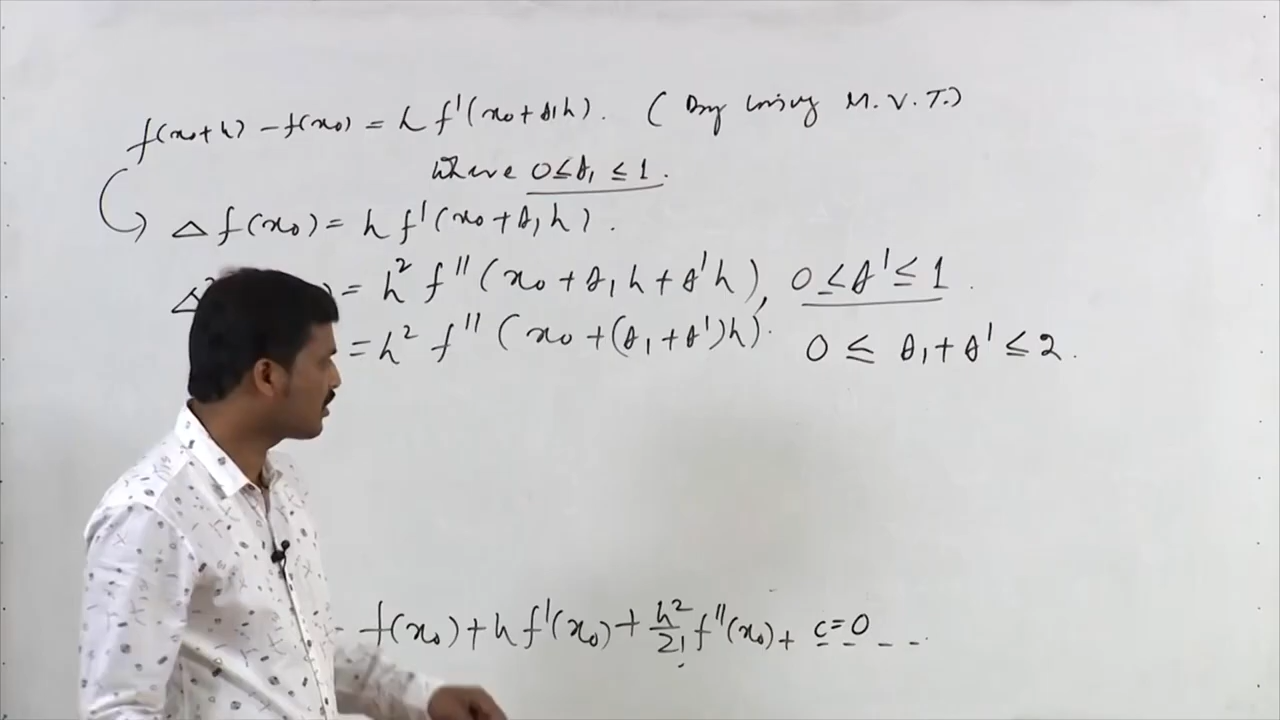 f(x₀+h) - f(x₀) = h f'(x₀+θ₁h). (By using M.V.T.)
where 0≤θ₁≤1.
Δ f(x₀) = h f'(x₀+θ₁h).
Δ² = h² f''(x₀+θ₁h+θ'h), 0≤θ'≤1.
= h² f''(x₀+(θ₁+θ')h). 0 ≤ θ₁+θ' ≤ 2.
f(x₀)+h f'(x₀)+ h²/2! f''(x₀)+ c=0 - - ..